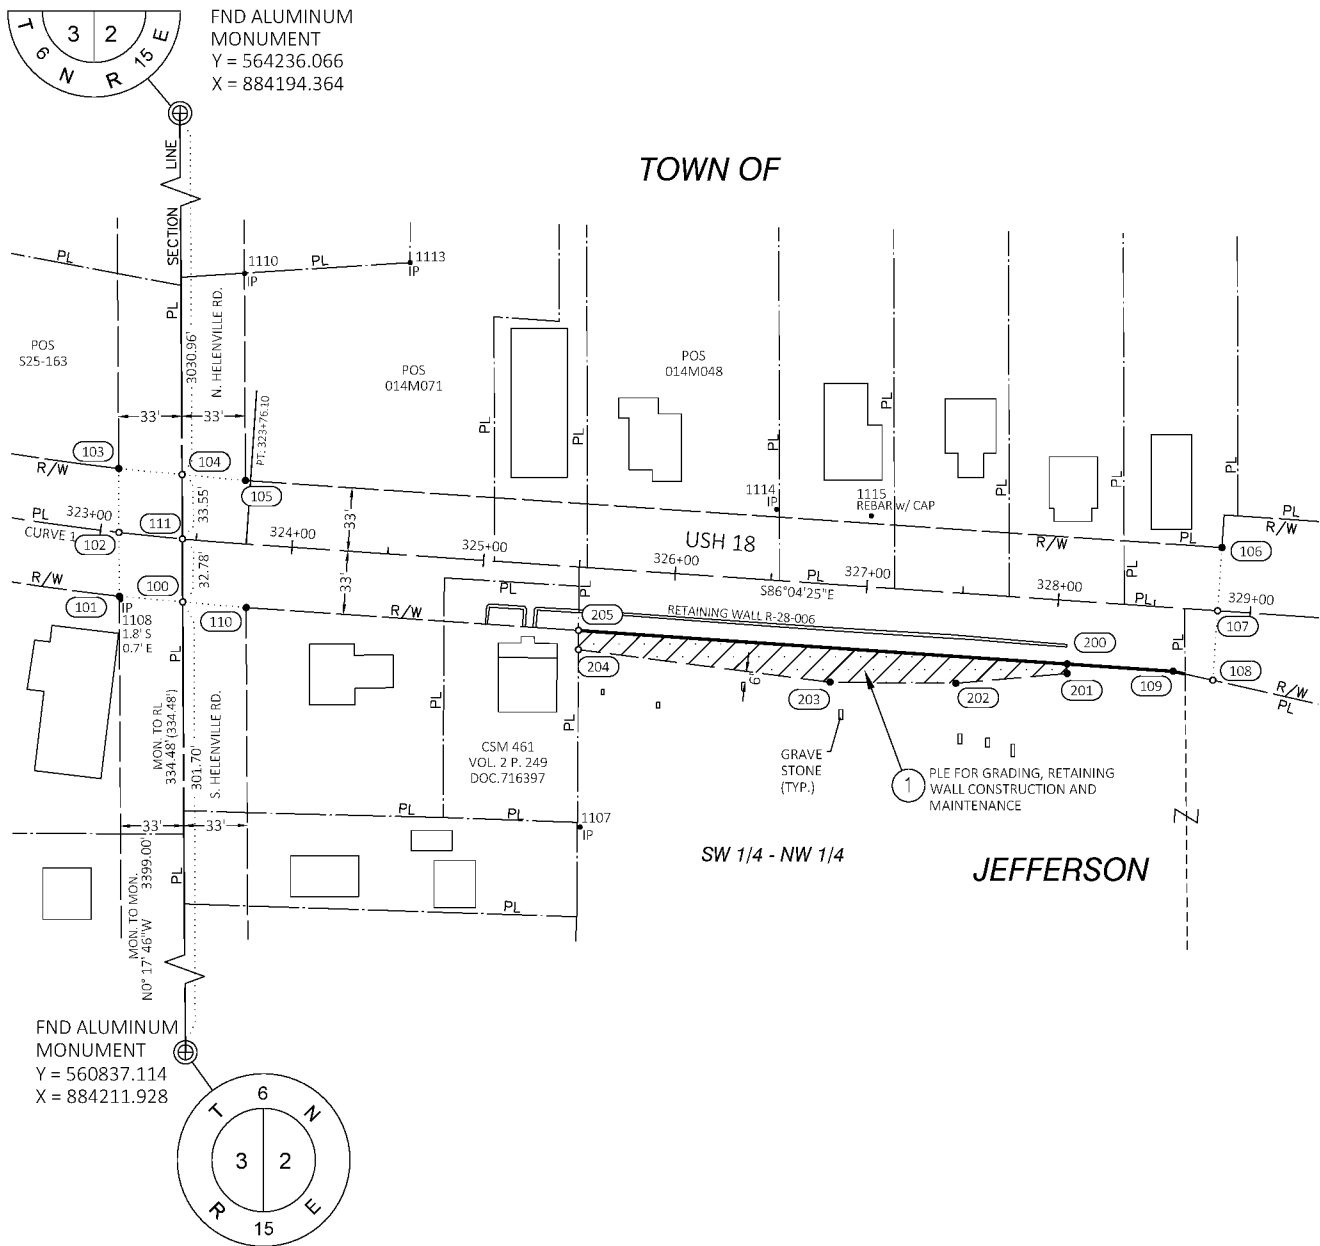 T 6 N R 15 E
3 2
FND ALUMINUM
MONUMENT
Y = 564236.066
X = 884194.364
TOWN OF
SECTION LINE
PL
PL
1110
IP
PL
1113
IP
PL
N. HELENVILLE RD.
3030.96'
POS
S25-163
POS
014M071
POS
014M048
33'
33'
PT. 323+76.10
PL
PL
PL
PL
PL
PL
PL
103
R/W
104
105
33.55'
33'
1114
IP
1115
REBAR w/ CAP
PL
R/W
R/W
106
PL
323+00
CURVE 1
102
111
324+00
325+00
USH 18
326+00
PL
327+00
S86°04'25"E
328+00
PL
PL
329+00
107
R/W
101
100
32.78'
33'
110
R/W
PL
PL
205
RETAINING WALL R-28-006
200
PL
IP
1108
1.8' S
0.7' E
204
6'
203
202
201
109
108
R/W
PL
PL
PL
PL
MON. TO RL
334.48'(334.48')
301.70'
S. HELENVILLE RD.
CSM 461
VOL. 2 P. 249
DOC.716397
GRAVE
STONE
(TYP.)
1
PLE FOR GRADING, RETAINING
WALL CONSTRUCTION AND
MAINTENANCE
33'
33'
PL
PL
1107
IP
SW 1/4 - NW 1/4
JEFFERSON
Z
PL
PL
MON. TO MON.
3399.00'
N0° 17' 46"W
FND ALUMINUM
MONUMENT
Y = 560837.114
X = 884211.928
T 6 N
3 2
R 15 E